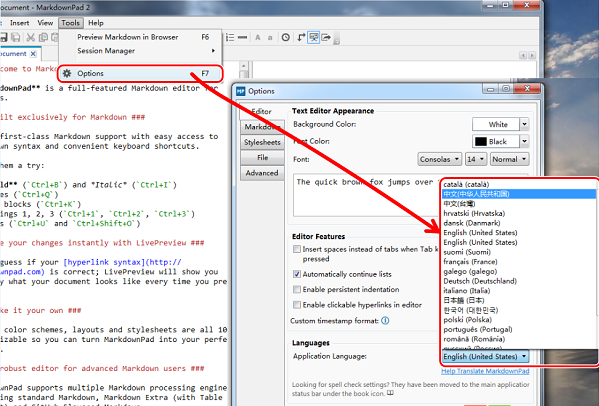 ocument - MarkdownPad 2
Insert View Tools Help
Preview Markdown in Browser F6
Session Manager
Options F7
ocument
come to Mark
downPad** is a full-featured Markdown editor for
s.
ilt exclusively for Markdown ###
first-class Markdown support with easy access to
wn syntax and convenient keyboard shortcuts.
hem a try:
ld** (`Ctrl+B`) and *Italic* (`Ctrl+I`)
es (`Ctrl+Q`)
blocks (`Ctrl+K`)
ings 1, 2, 3 (`Ctrl+1`, `Ctrl+2`, `Ctrl+3`)
s (`Ctrl+U` and `Ctrl+Shift+O`)
e your changes instantly with LivePreview ###
guess if your [hyperlink syntax](http://
wnpad.com) is correct; LivePreview will show you
y what your document looks like every time you pre
ke it your own ###
color schemes, layouts and stylesheets are all 10
izable so you can turn MarkdownPad into your perfe
.
robust editor for advanced Markdown users ###
wnPad supports multiple Markdown processing engine
ing standard Markdown, Markdown Extra (with Table
Options
Editor
Markdown
Stylesheets
File
Advanced
Text Editor Appearance
Background Color: White
Color: Black
Font: Consolas 14 Normal
The quick brown fox jumps over
Editor Features
Insert spaces instead of tabs when Tab k
pressed
Automatically continue lists
Enable persistent indentation
Enable clickable hyperlinks in editor
Custom timestamp format:
Languages
Application Language: English (United States)
Help Translate MarkdownPad
Looking for spell check settings? They have been moved to the main application
status bar under the book icon.
català (català)
中文(中华人民共和国)
中文(台灣)
hrvatski (Hrvatska)
dansk (Danmark)
English (United States)
English (United States)
suomi (Suomi)
français (France)
galego (galego)
Deutsch (Deutschland)
italiano (Italia)
日本語 (日本)
한국어 (대한민국)
polski (Polska)
português (Portugal)
română (România)